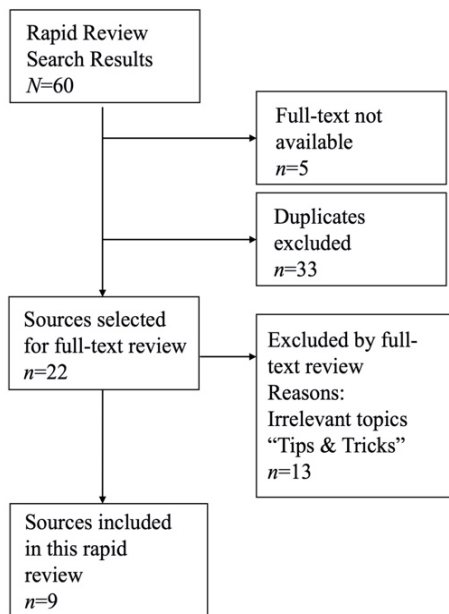 Rapid Review
Search Results
N=60
Full-text not
available
n=5
Duplicates
excluded
n=33
Sources selected
for full-text review
n=22
Excluded by full-
text review
Reasons:
Irrelevant topics
“Tips & Tricks”
n=13
Sources included
in this rapid
review
n=9